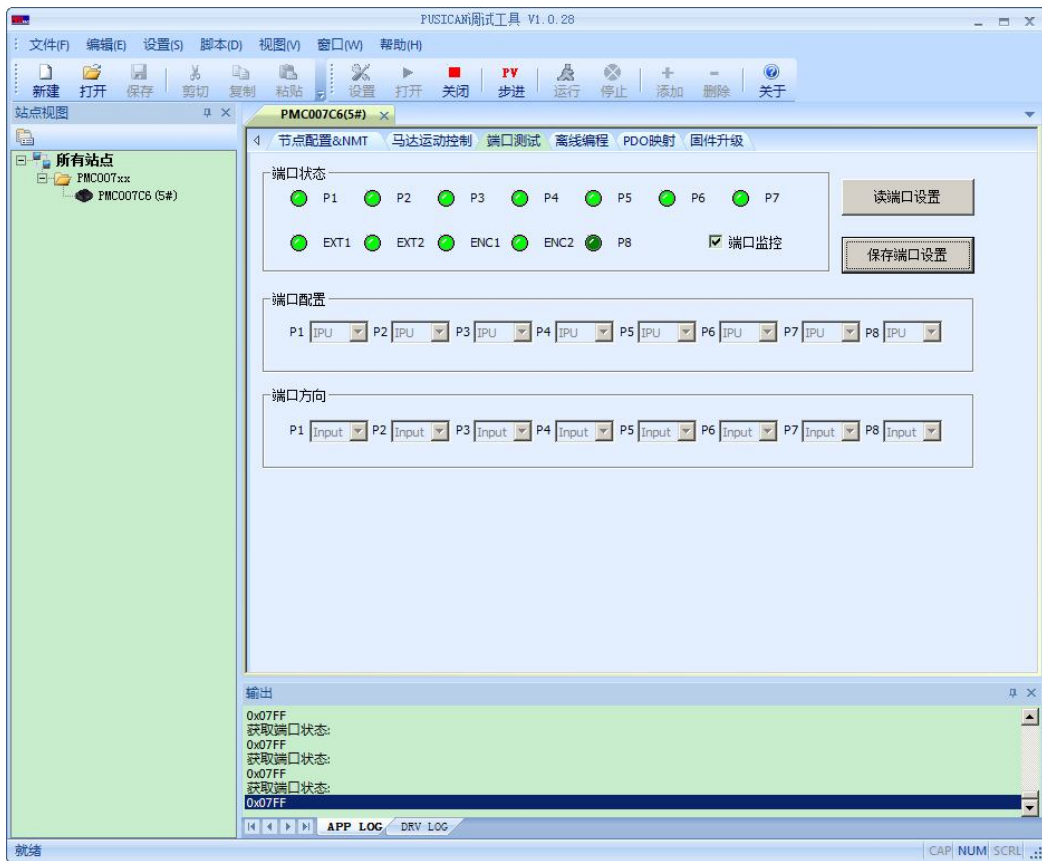 PUSICAN调试工具 V1.0.28
文件(F) 编辑(E) 设置(S) 脚本(D) 视图(V) 窗口(W) 帮助(H)
新建 打开 保存 剪切 复制 粘贴 设置 打开 关闭 PV 步进 运行 停止 添加 删除 关于
站点视图
所有站点
PMC007xx
PMC007C6 (5#)
PMC007C6(5#)
节点配置&NMT 马达运动控制 端口测试 离线编程 PDO映射 固件升级
端口状态
P1 P2 P3 P4 P5 P6 P7
EXT1 EXT2 ENC1 ENC2 P8 端口监控
读端口设置
保存端口设置
端口配置
P1 IPU P2 IPU P3 IPU P4 IPU P5 IPU P6 IPU P7 IPU P8 IPU
端口方向
P1 Input P2 Input P3 Input P4 Input P5 Input P6 Input P7 Input P8 Input
输出
0x07FF
获取端口状态:
0x07FF
获取端口状态:
0x07FF
获取端口状态:
0x07FF
APP LOG DRV LOG
就绪 CAP NUM SCRL